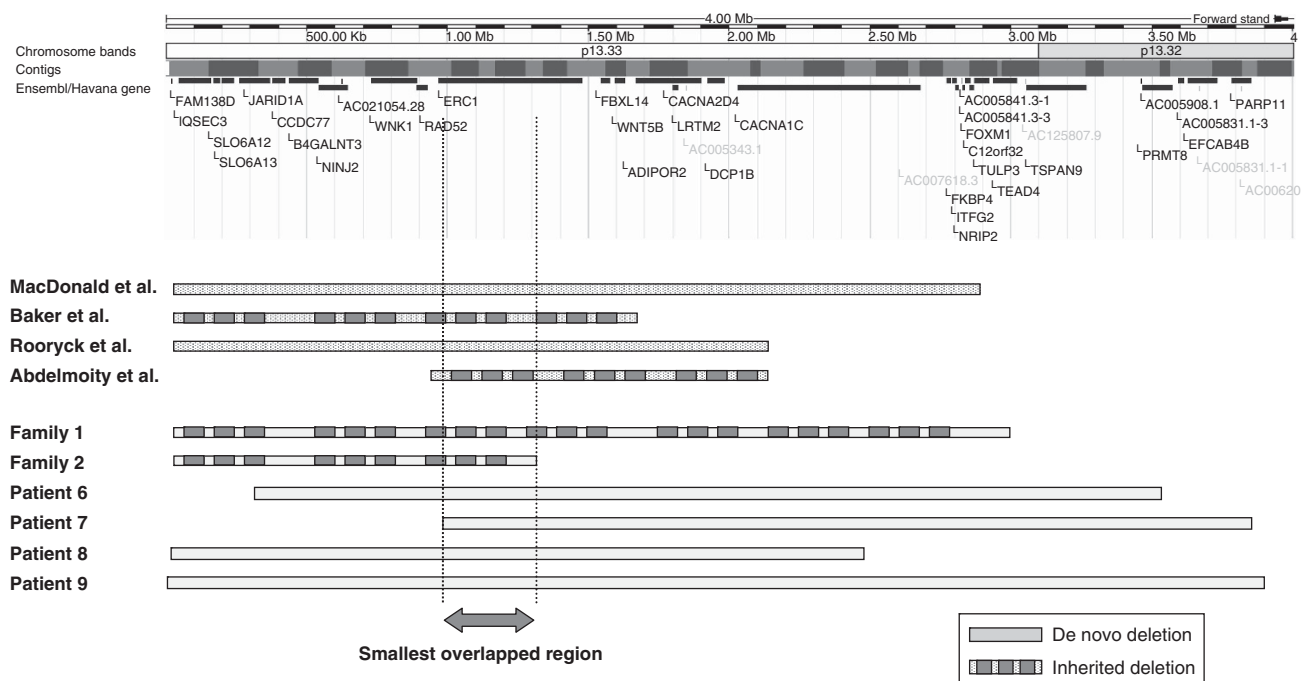 4.00 Mb
Forward stand
500.00 Kb 1.00 Mb 1.50 Mb 2.00 Mb 2.50 Mb 3.00 Mb 3.50 Mb 4
Chromosome bands p13.33 p13.32
Contigs
Ensembl/Havana gene
FAM138D JARID1A AC021054.28 ERC1 FBXL14 CACNA2D4 AC005841.3-1 AC005908.1 PARP11
IQSEC3 CCDC77 WNK1 RAD52 WNT5B LRTM2 CACNA1C AC005841.3-3 AC005831.1-3
SLO6A12 B4GALNT3 AC005343.1 FOXM1 AC125807.9 EFCAB4B
SLO6A13 NINJ2 ADIPOR2 DCP1B C12orf32 PRMT8 AC005831.1-1
AC007618.3 TULP3 TSPAN9 AC00620
FKBP4 TEAD4
ITFG2
NRIP2
MacDonald et al.
Baker et al.
Rooryck et al.
Abdelmoity et al.
Family 1
Family 2
Patient 6
Patient 7
Patient 8
Patient 9
Smallest overlapped region
De novo deletion
Inherited deletion